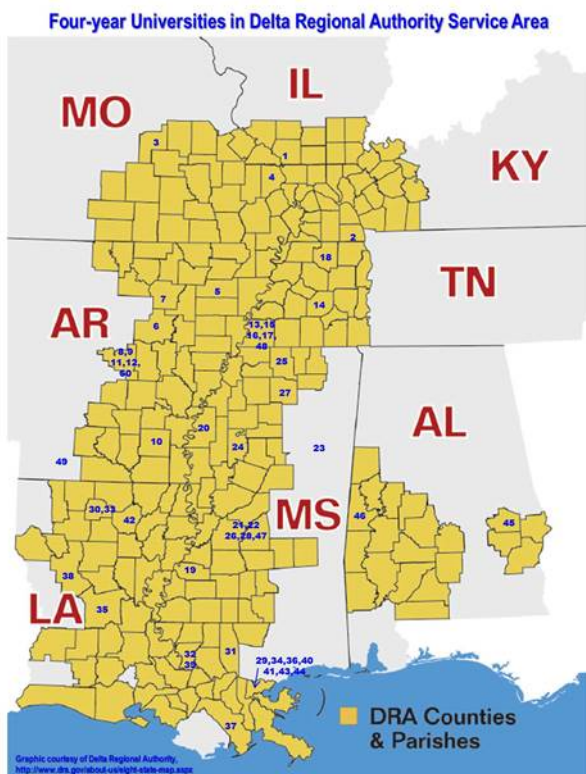 Four-year Universities in Delta Regional Authority Service Area
IL
MO
3
1
KY
4
2
18
5
TN
7
14
AR
6
13,15
16,17,
48
8,9
11,12,
50
25
27
AL
20
10
24
23
49
30,33
42
46
45
21,22
26,28,47
MS
19
38
LA
35
31
32
39
29,34,36,40
41,43,44
37
DRA Counties
& Parishes
Graphic courtesy of Delta Regional Authority,
http://www.dra.gov/about-us/eight-state-map.aspx